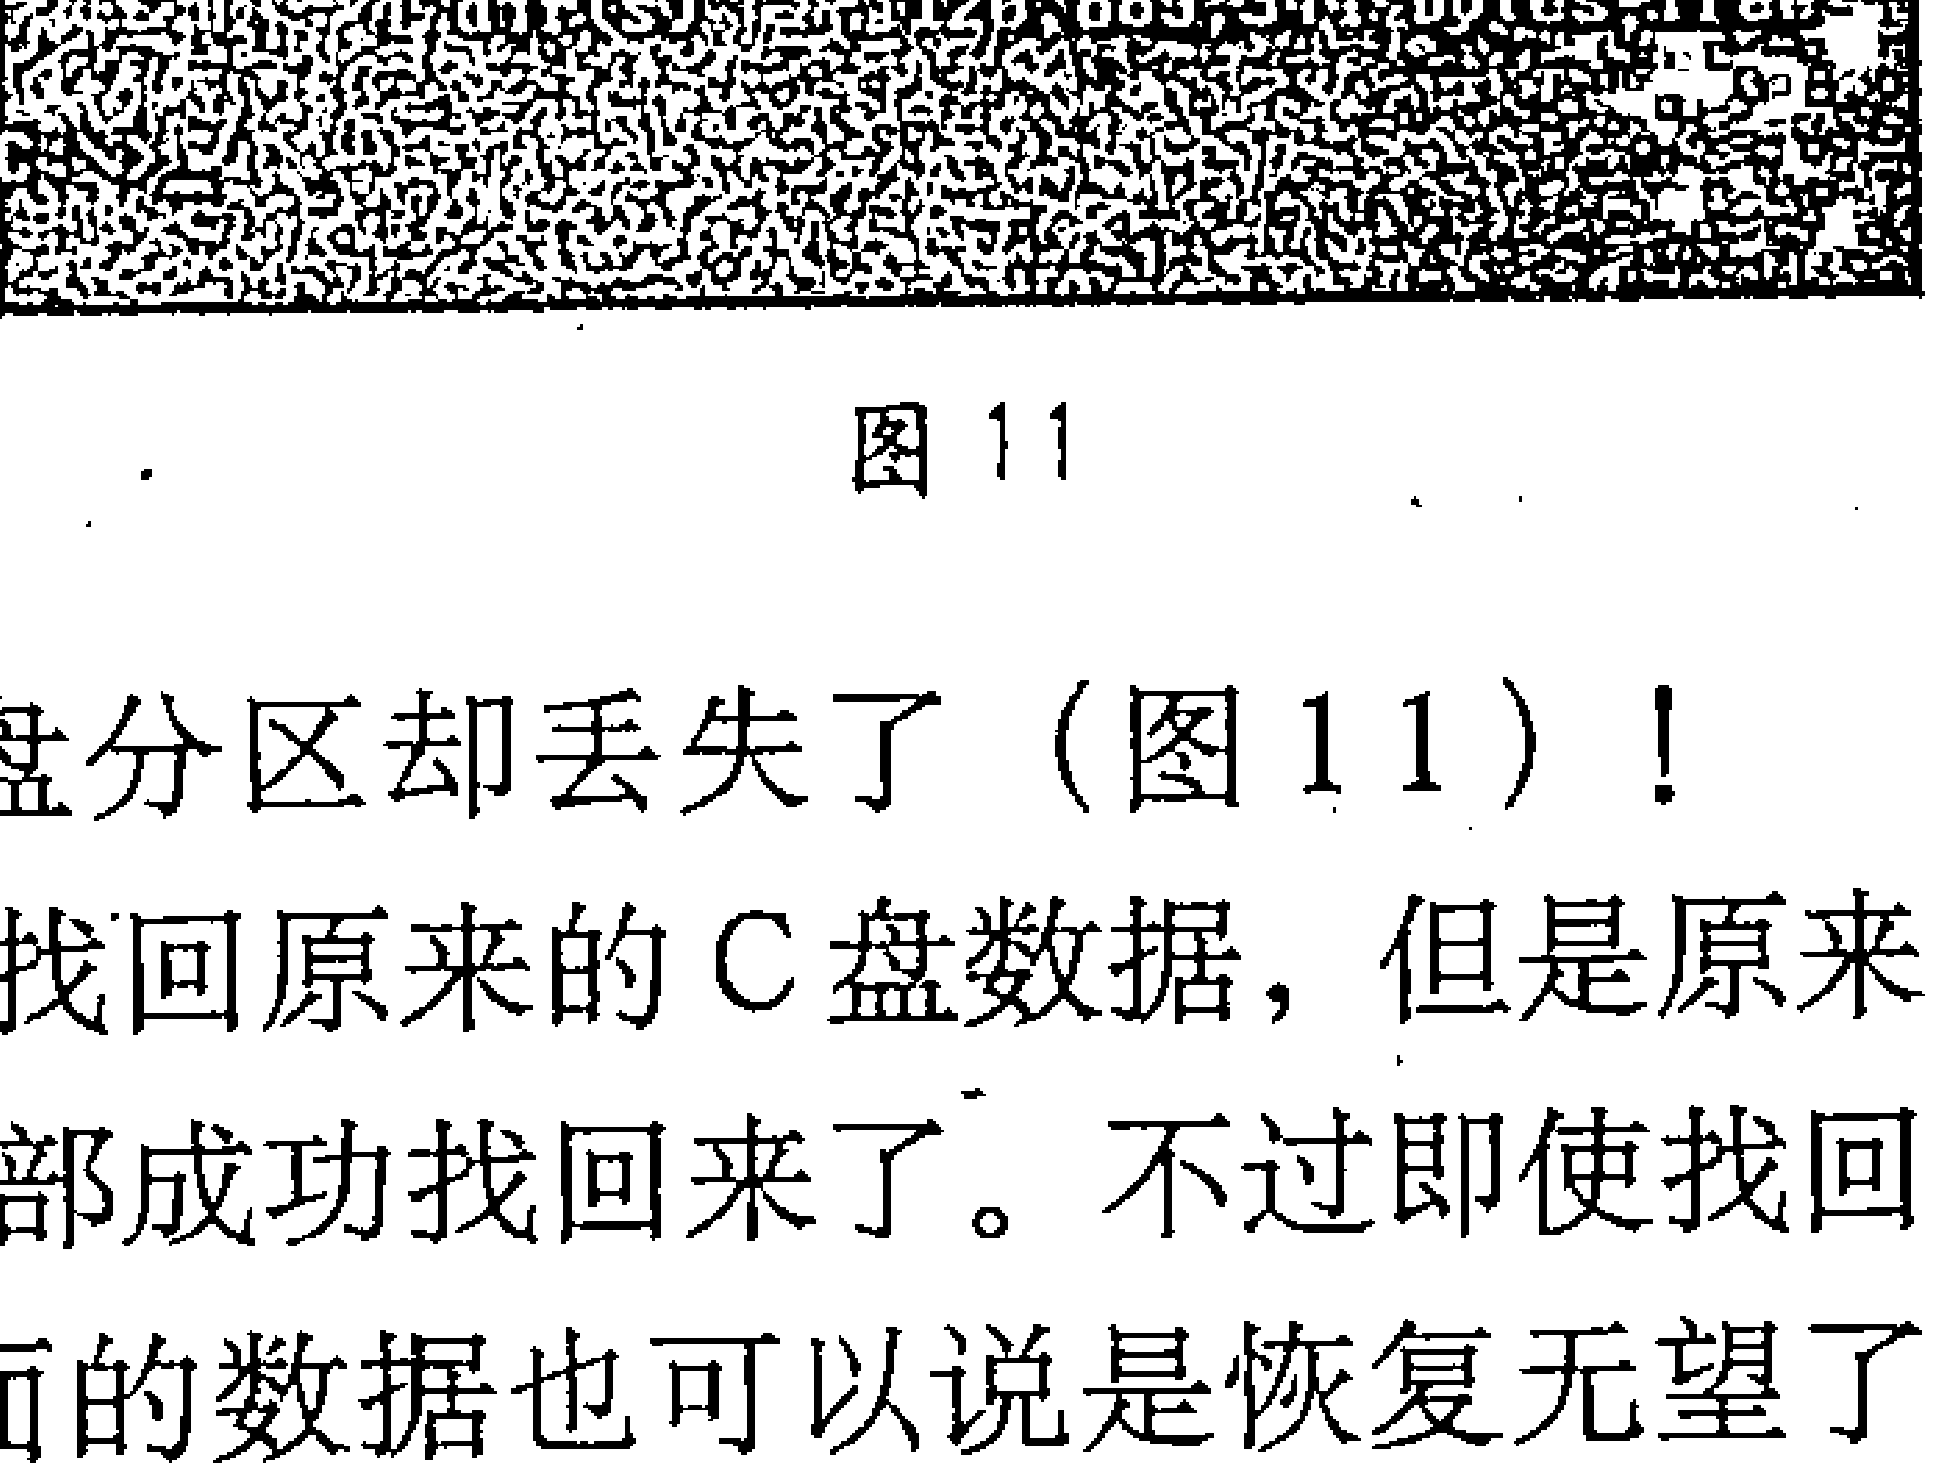 图 11
盘分区却丢失了（图11）！
找回原来的 C 盘数据，但是原来
部成功找回来了。不过即使找回
面的数据也可以说是恢复无望了